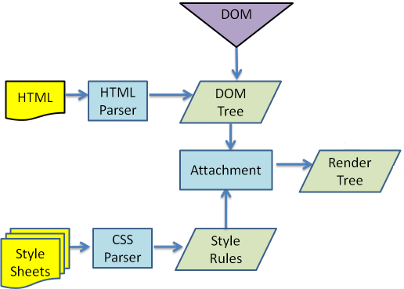 DOM
HTML
HTML
Parser
DOM
Tree
Attachment
Render
Tree
Style
Sheets
CSS
Parser
Style
Rules